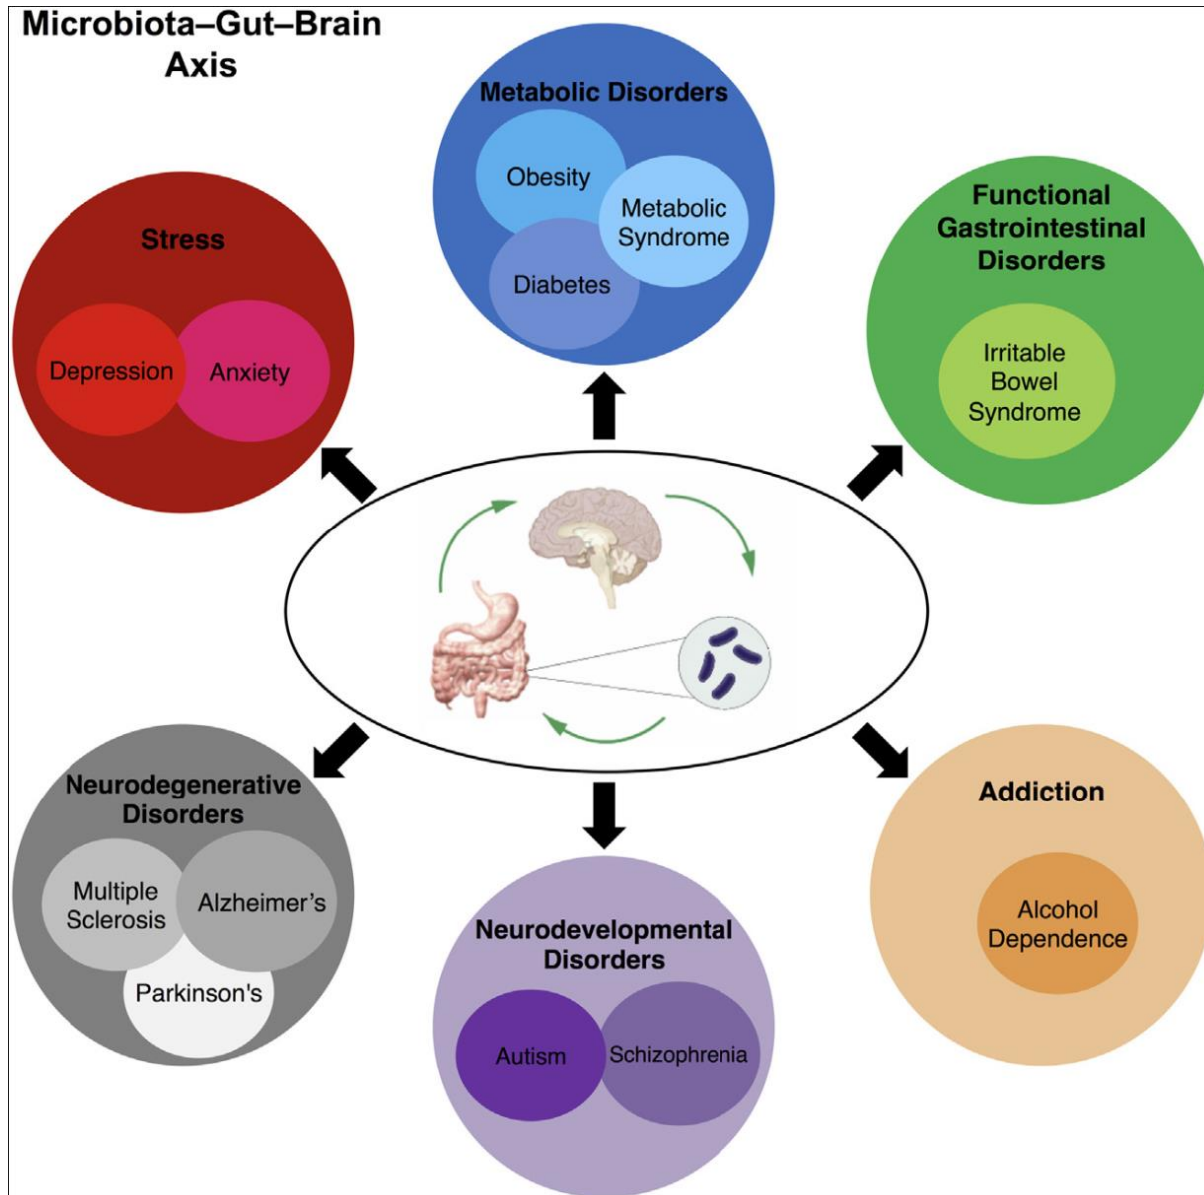 Microbiota–Gut–Brain
Axis
Metabolic Disorders
Obesity
Metabolic
Syndrome
Diabetes
Functional
Gastrointestinal
Disorders
Irritable
Bowel
Syndrome
Stress
Depression
Anxiety
Neurodegenerative
Disorders
Multiple
Sclerosis
Alzheimer's
Parkinson's
Neurodevelopmental
Disorders
Autism
Schizophrenia
Addiction
Alcohol
Dependence